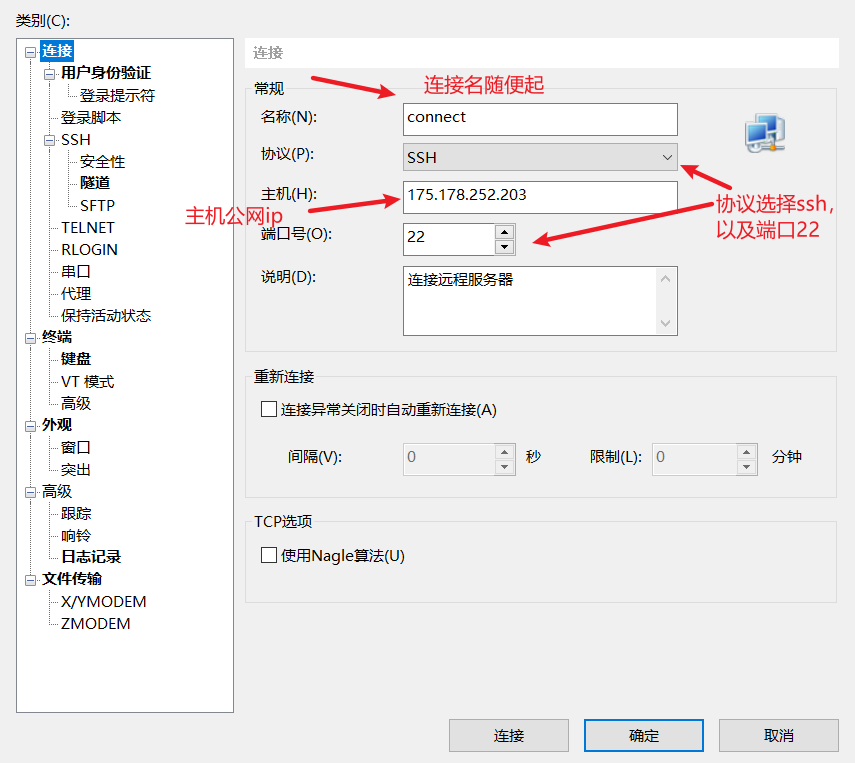 类别(C):
连接
用户身份验证
登录提示符
登录脚本
SSH
安全性
隧道
SFTP
TELNET
RLOGIN
串口
代理
保持活动状态
终端
键盘
VT 模式
高级
外观
窗口
突出
高级
跟踪
响铃
日志记录
文件传输
X/YMODEM
ZMODEM
连接
常规
连接名随便起
名称(N):
connect
协议(P):
SSH
主机(H):
175.178.252.203
主机公网ip
协议选择ssh，
以及端口22
端口号(O):
22
说明(D):
连接远程服务器
重新连接
连接异常关闭时自动重新连接(A)
间隔(V):
0
秒
限制(L):
0
分钟
TCP选项
使用Nagle算法(U)
连接
确定
取消